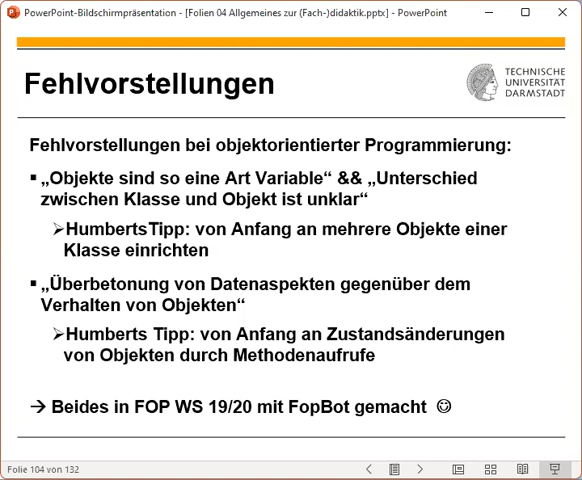 PowerPoint-Bildschirmpräsentation - [Folien 04 Allgemeines zur (Fach-)didaktik.pptx] - PowerPoint
Fehlvorstellungen
TECHNISCHE
UNIVERSITÄT
DARMSTADT
Fehlvorstellungen bei objektorientierter Programmierung:
▪ „Objekte sind so eine Art Variable“ && „Unterschied
zwischen Klasse und Objekt ist unklar“
➢HumbertsTipp: von Anfang an mehrere Objekte einer
Klasse einrichten
▪ „Überbetonung von Datenaspekten gegenüber dem
Verhalten von Objekten“
➢Humberts Tipp: von Anfang an Zustandsänderungen
von Objekten durch Methodenaufrufe
→ Beides in FOP WS 19/20 mit FopBot gemacht ☺
Folie 104 von 132